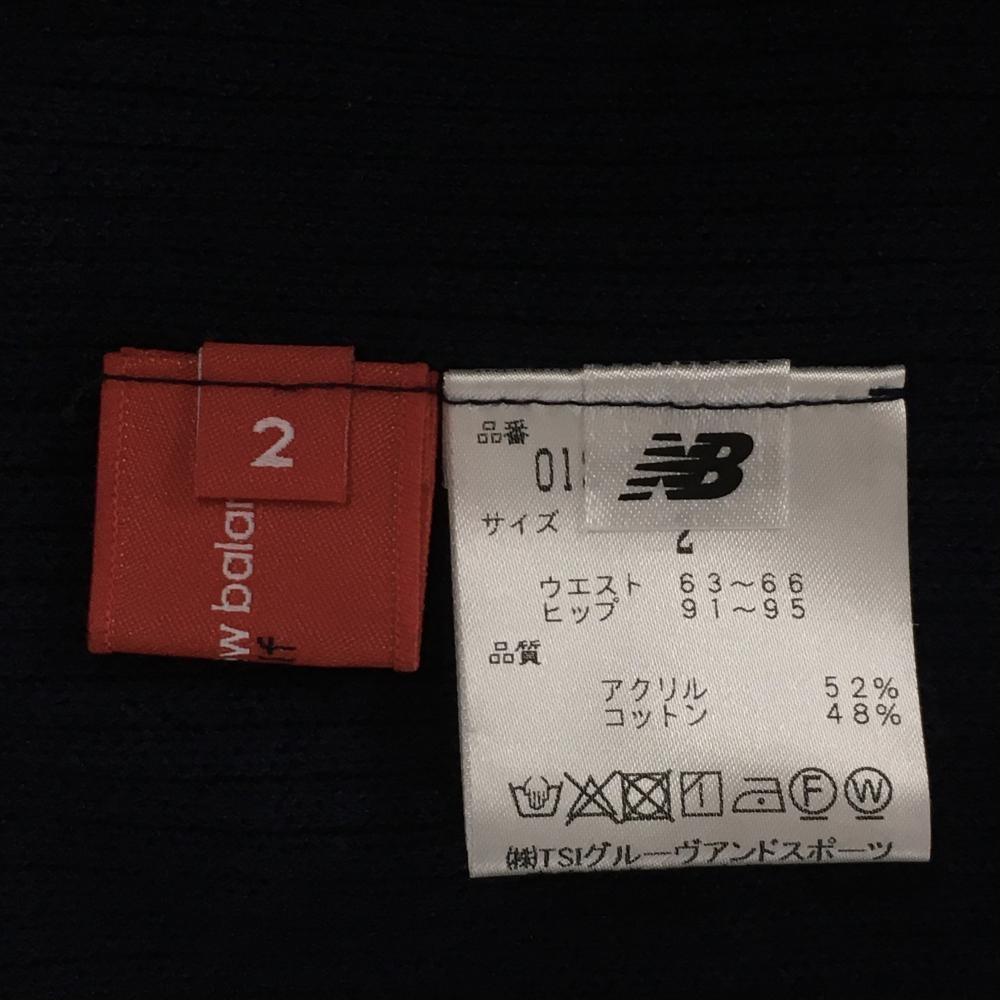 2
品番
01
サイズ
ウエスト 63～66
ヒップ 91～95
品質
アクリル 52%
コットン 48%
F W
㈱TSIグルーヴアンドスポーツ
NB